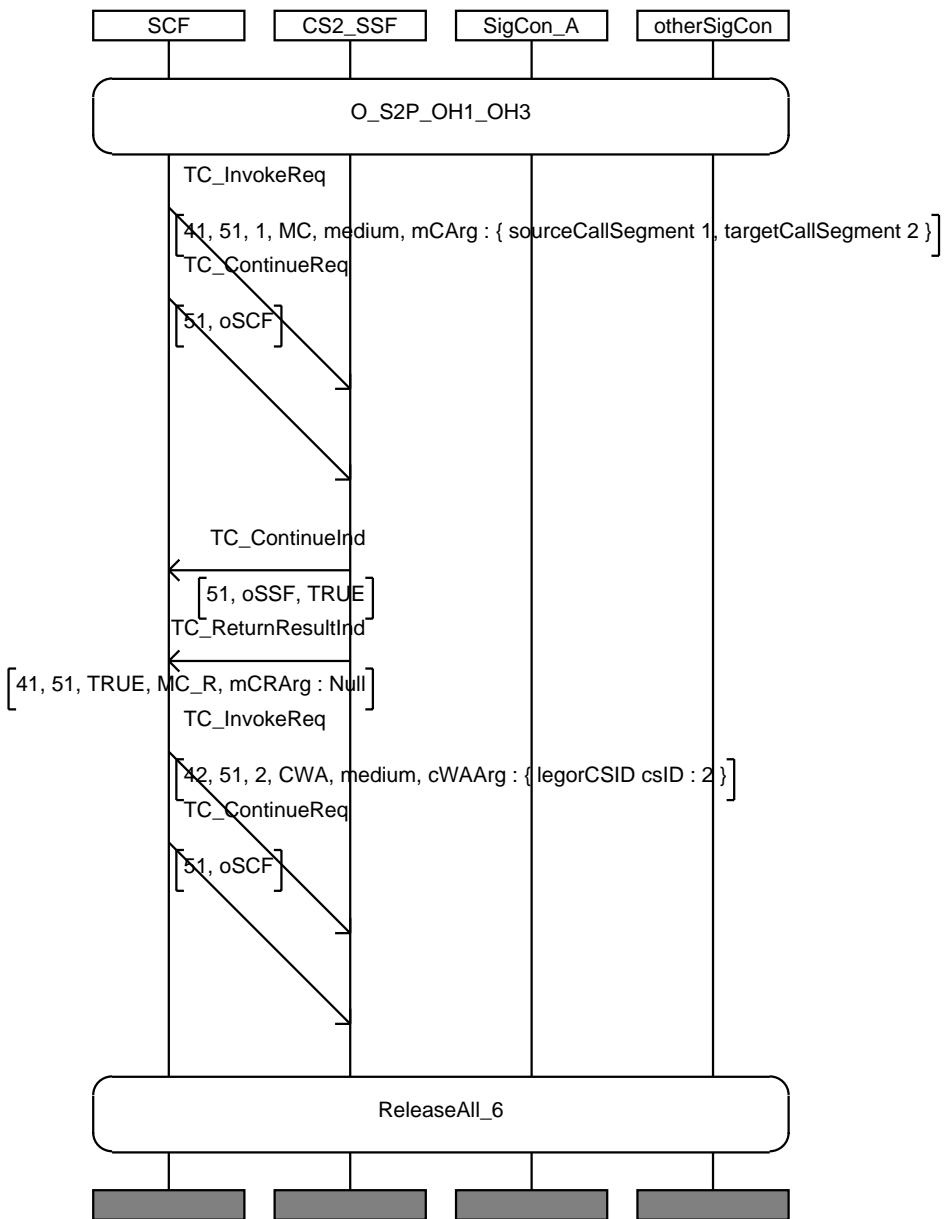 SCF CS2_SSF SigCon_A otherSigCon
O_S2P_OH1_OH3
TC_InvokeReq
41, 51, 1, MC, medium, mCArg : { sourceCallSegment 1, targetCallSegment 2 }
TC_ContinueReq
51, oSCF
TC_ContinueInd
51, oSSF, TRUE
TC_ReturnResultInd
41, 51, TRUE, MC_R, mCRArg : Null
TC_InvokeReq
42, 51, 2, CWA, medium, cWAArg : { legorCSID csID : 2 }
TC_ContinueReq
51, oSCF
ReleaseAll_6